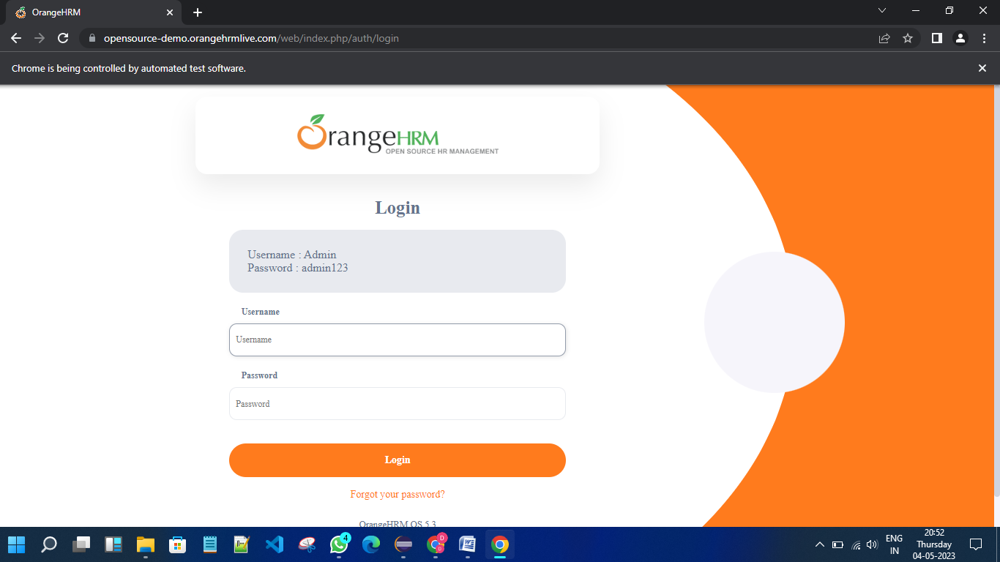 OrangeHRM
opensource-demo.orangehrmlive.com/web/index.php/auth/login
Chrome is being controlled by automated test software.
OrangeHRM
OPEN SOURCE HR MANAGEMENT
Login
Username : Admin
Password : admin123
Username
Username
Password
Password
Login
Forgot your password?
OrangeHRM OS 5.3
4
D
ENG
IN
20:52
Thursday
04-05-2023